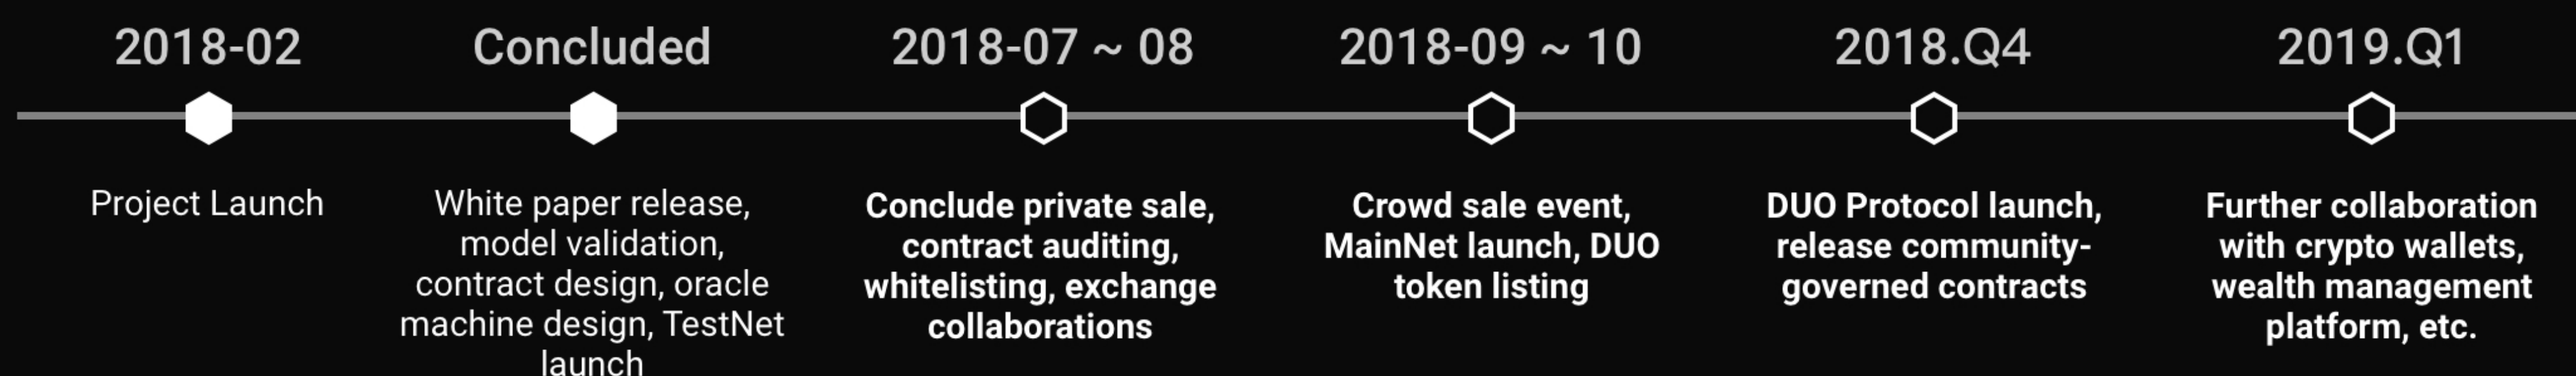 2018-02
Project Launch
Concluded
White paper release,
model validation,
contract design, oracle
machine design, TestNet
launch
2018-07 ~ 08
Conclude private sale,
contract auditing,
whitelisting, exchange
collaborations
2018-09 ~ 10
Crowd sale event,
MainNet launch, DUO
token listing
2018.Q4
DUO Protocol launch,
release community-
governed contracts
2019.Q1
Further collaboration
with crypto wallets,
wealth management
platform, etc.